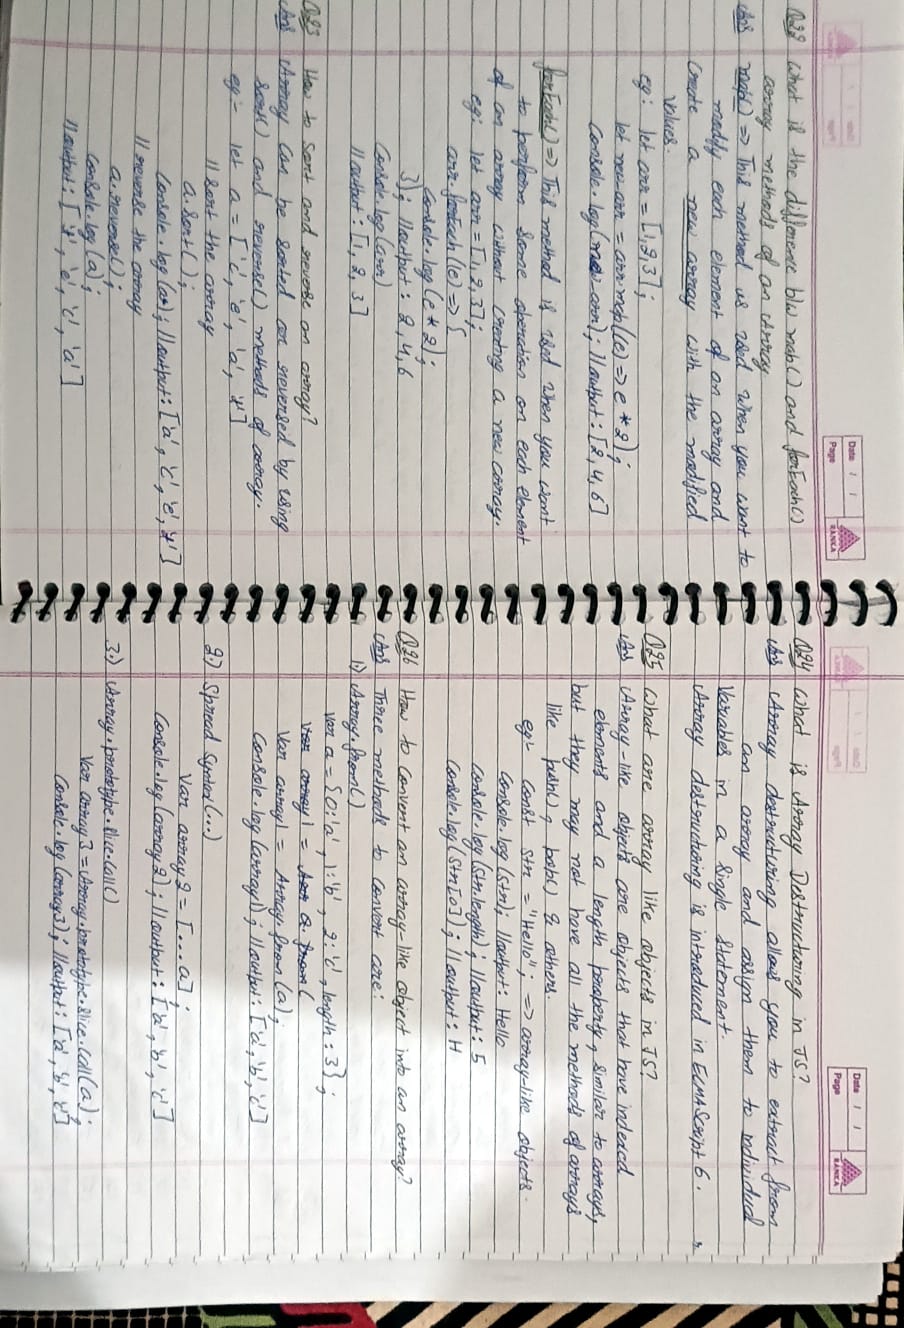 Date / /
Page
RANKA
Q22 What is the difference b/w map() and forEach()
array methods of an Array
Ans map() => This method is used when you want to
modify each element of an array and
create a new array with the modified
values.
eg: let arr = [1,2,3];
let newarr = arr.map((e) => e * 2);
console.log(newarr); //output: [2,4,6]
forEach() => This method is used when you want
to perform some operation on each element
of an array without creating a new array.
eg: let arr = [1,2,3];
arr.forEach((e) => {
console.log(e * 2);
}); //output: 2,4,6
console.log(arr)
//output: [1,2,3]
Q23 How to sort and reverse an array?
Ans Array can be sorted or reversed by using
sort() and reverse() methods of array.
eg:- let a = ['c', 'e', 'a', 'x']
//sort the array
a.sort();
console.log(a); //output: ['a', 'c', 'e', 'x']
//reverse the array
a.reverse();
console.log(a);
//output: ['x', 'e', 'c', 'a']
Date / /
Page
RANKA
Q24 What is Array Destructuring in JS?
Ans Array destructuring allows you to extract from
an array and assign them to individual
variables in a single statement.
Array destructuring is introduced in ECMAScript 6.
Q25 What are array like objects in JS?
Ans Array-like objects are objects that have indexed
elements and a length property, similar to arrays,
but they may not have all the methods of arrays
like push(), pop() & others.
eg:- const str = "Hello"; => array-like objects.
console.log(str); //output: Hello
console.log(str.length); //output: 5
console.log(str[0]); //output: H
Q26 How to convert an array-like object into an array?
Ans Three methods to convert are:
1) Array.from()
var a = {0:'a', 1:'b', 2:'c', length: 3};
var array1 = a.from(
var array1 = Array.from(a);
console.log(array1); //output: ['a', 'b', 'c']
2) Spread Syntax(...)
var array2 = [...a];
console.log(array2); //output: ['a', 'b', 'c']
3.) Array.prototype.slice.call()
var array3 = Array.prototype.slice.call(a);
console.log(array3); //output: ['a', 'b', 'c']